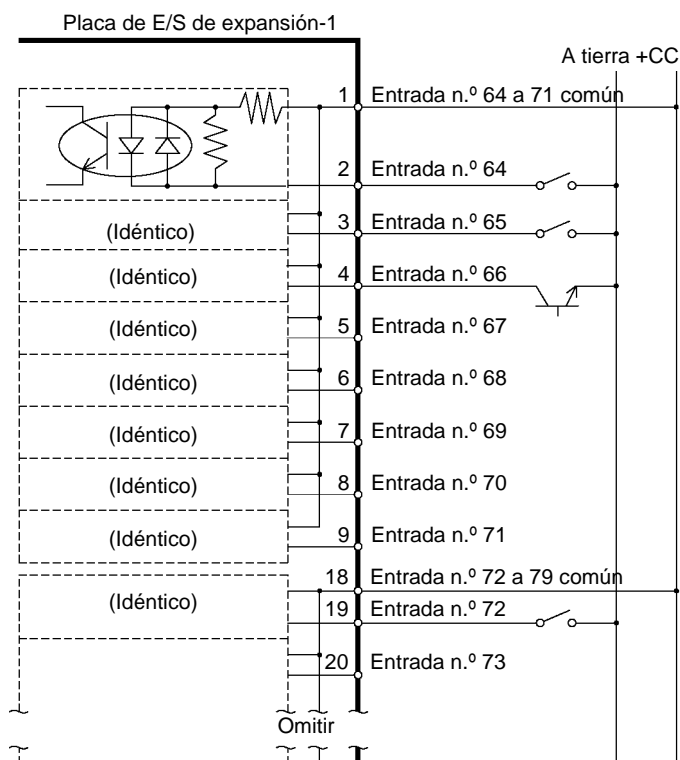 Placa de E/S de expansión-1
A tierra +CC
1 Entrada n.º 64 a 71 común
2 Entrada n.º 64
(Idéntico) 3 Entrada n.º 65
(Idéntico) 4 Entrada n.º 66
(Idéntico) 5 Entrada n.º 67
(Idéntico) 6 Entrada n.º 68
(Idéntico) 7 Entrada n.º 69
(Idéntico) 8 Entrada n.º 70
(Idéntico) 9 Entrada n.º 71
18 Entrada n.º 72 a 79 común
(Idéntico) 19 Entrada n.º 72
20 Entrada n.º 73
Omitir